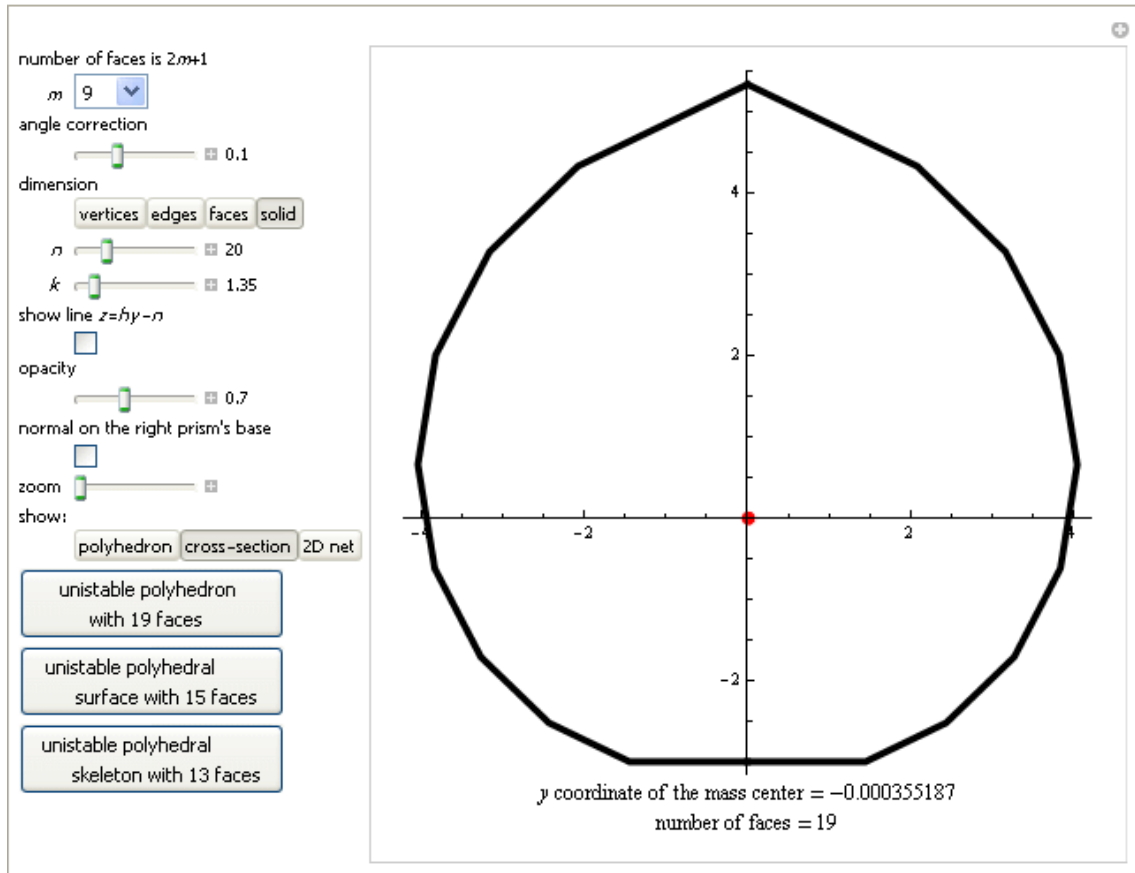 number of faces is 2m+1
m 9
angle correction
0.1
dimension
vertices edges faces solid
n 20
k 1.35
show line z=hy-n
opacity
0.7
normal on the right prism's base
zoom
show:
polyhedron cross-section 2D net
unistable polyhedron
with 19 faces
unistable polyhedral
surface with 15 faces
unistable polyhedral
skeleton with 13 faces
4
2
-4 -2 2 4
-2
y coordinate of the mass center = -0.000355187
number of faces = 19